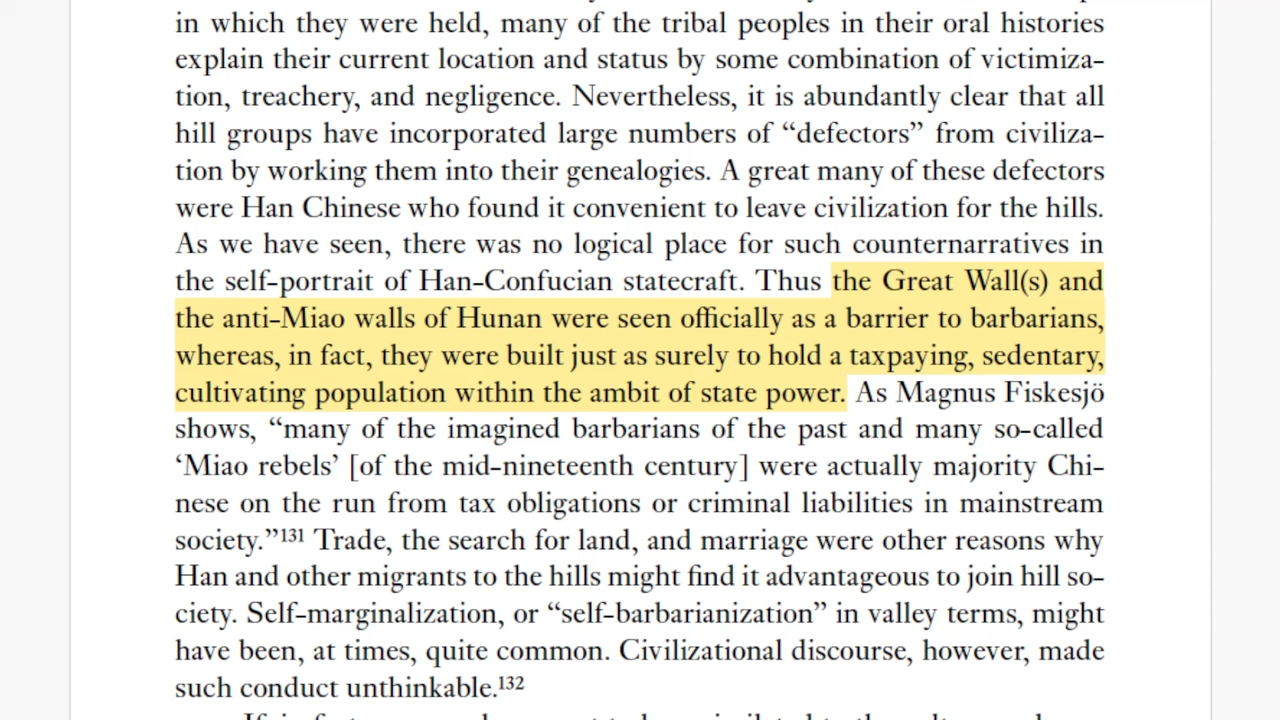 in which they were held, many of the tribal peoples in their oral histories
explain their current location and status by some combination of victimiza-
tion, treachery, and negligence. Nevertheless, it is abundantly clear that all
hill groups have incorporated large numbers of “defectors” from civiliza-
tion by working them into their genealogies. A great many of these defectors
were Han Chinese who found it convenient to leave civilization for the hills.
As we have seen, there was no logical place for such counternarratives in
the self-portrait of Han-Confucian statecraft. Thus the Great Wall(s) and
the anti-Miao walls of Hunan were seen officially as a barrier to barbarians,
whereas, in fact, they were built just as surely to hold a taxpaying, sedentary,
cultivating population within the ambit of state power. As Magnus Fiskesjö
shows, “many of the imagined barbarians of the past and many so-called
‘Miao rebels’ [of the mid-nineteenth century] were actually majority Chi-
nese on the run from tax obligations or criminal liabilities in mainstream
society.”¹³¹ Trade, the search for land, and marriage were other reasons why
Han and other migrants to the hills might find it advantageous to join hill so-
ciety. Self-marginalization, or “self-barbarianization” in valley terms, might
have been, at times, quite common. Civilizational discourse, however, made
such conduct unthinkable.¹³²